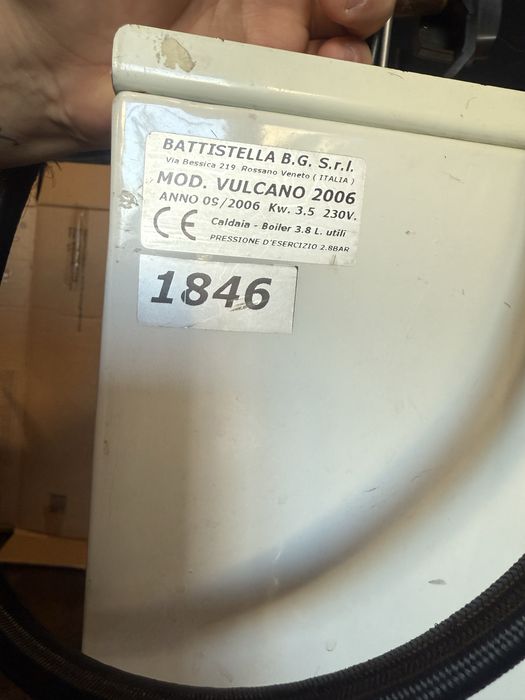 BATTISTELLA B.G. S.r.l.
Via Bessica 219 Rossano Veneto ( ITALIA )
MOD. VULCANO 2006
ANNO 09/2006 Kw. 3.5 230V.
CE Caldaia - Boiler 3.8 L. utili
PRESSIONE D'ESERCIZIO 2.8BAR
1846